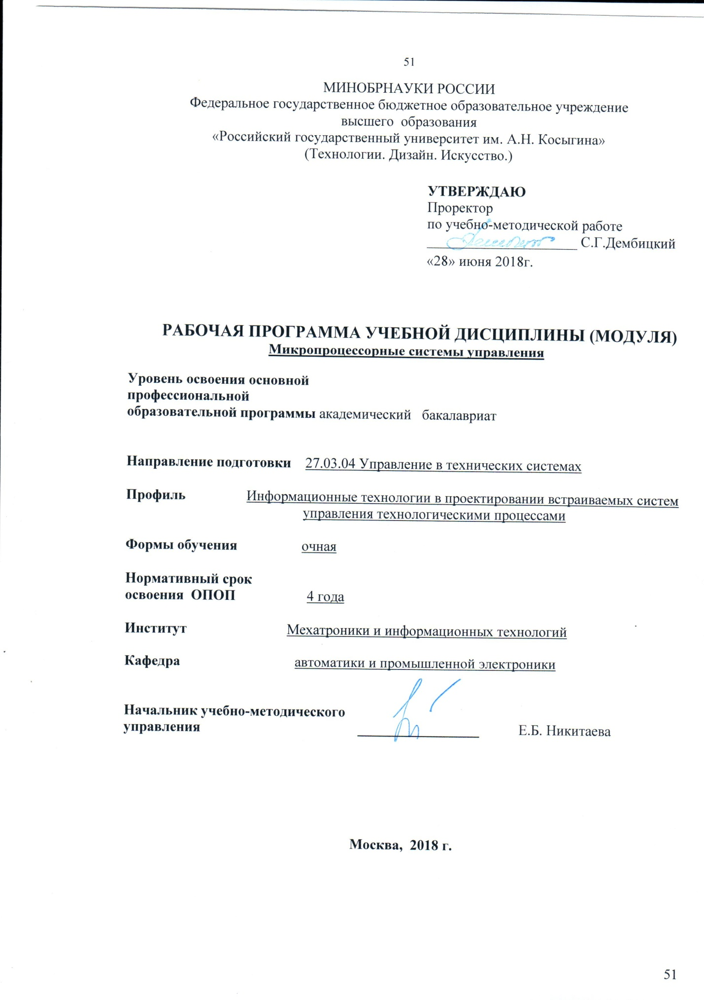 51
МИНОБРНАУКИ РОССИИ
Федеральное государственное бюджетное образовательное учреждение
высшего образования
«Российский государственный университет им. А.Н. Косыгина»
(Технологии. Дизайн. Искусство.)
УТВЕРЖДАЮ
Проректор
по учебно-методической работе
С.Г.Дембицкий
«28» июня 2018г.
РАБОЧАЯ ПРОГРАММА УЧЕБНОЙ ДИСЦИПЛИНЫ (МОДУЛЯ)
Микропроцессорные системы управления
Уровень освоения основной
профессиональной
образовательной программы академический бакалавриат
Направление подготовки 27.03.04 Управление в технических системах
Профиль Информационные технологии в проектировании встраиваемых систем
управления технологическими процессами
Формы обучения очная
Нормативный срок
освоения ОПОП 4 года
Институт Мехатроники и информационных технологий
Кафедра автоматики и промышленной электроники
Начальник учебно-методического
управления Е.Б. Никитаева
Москва, 2018 г.
51